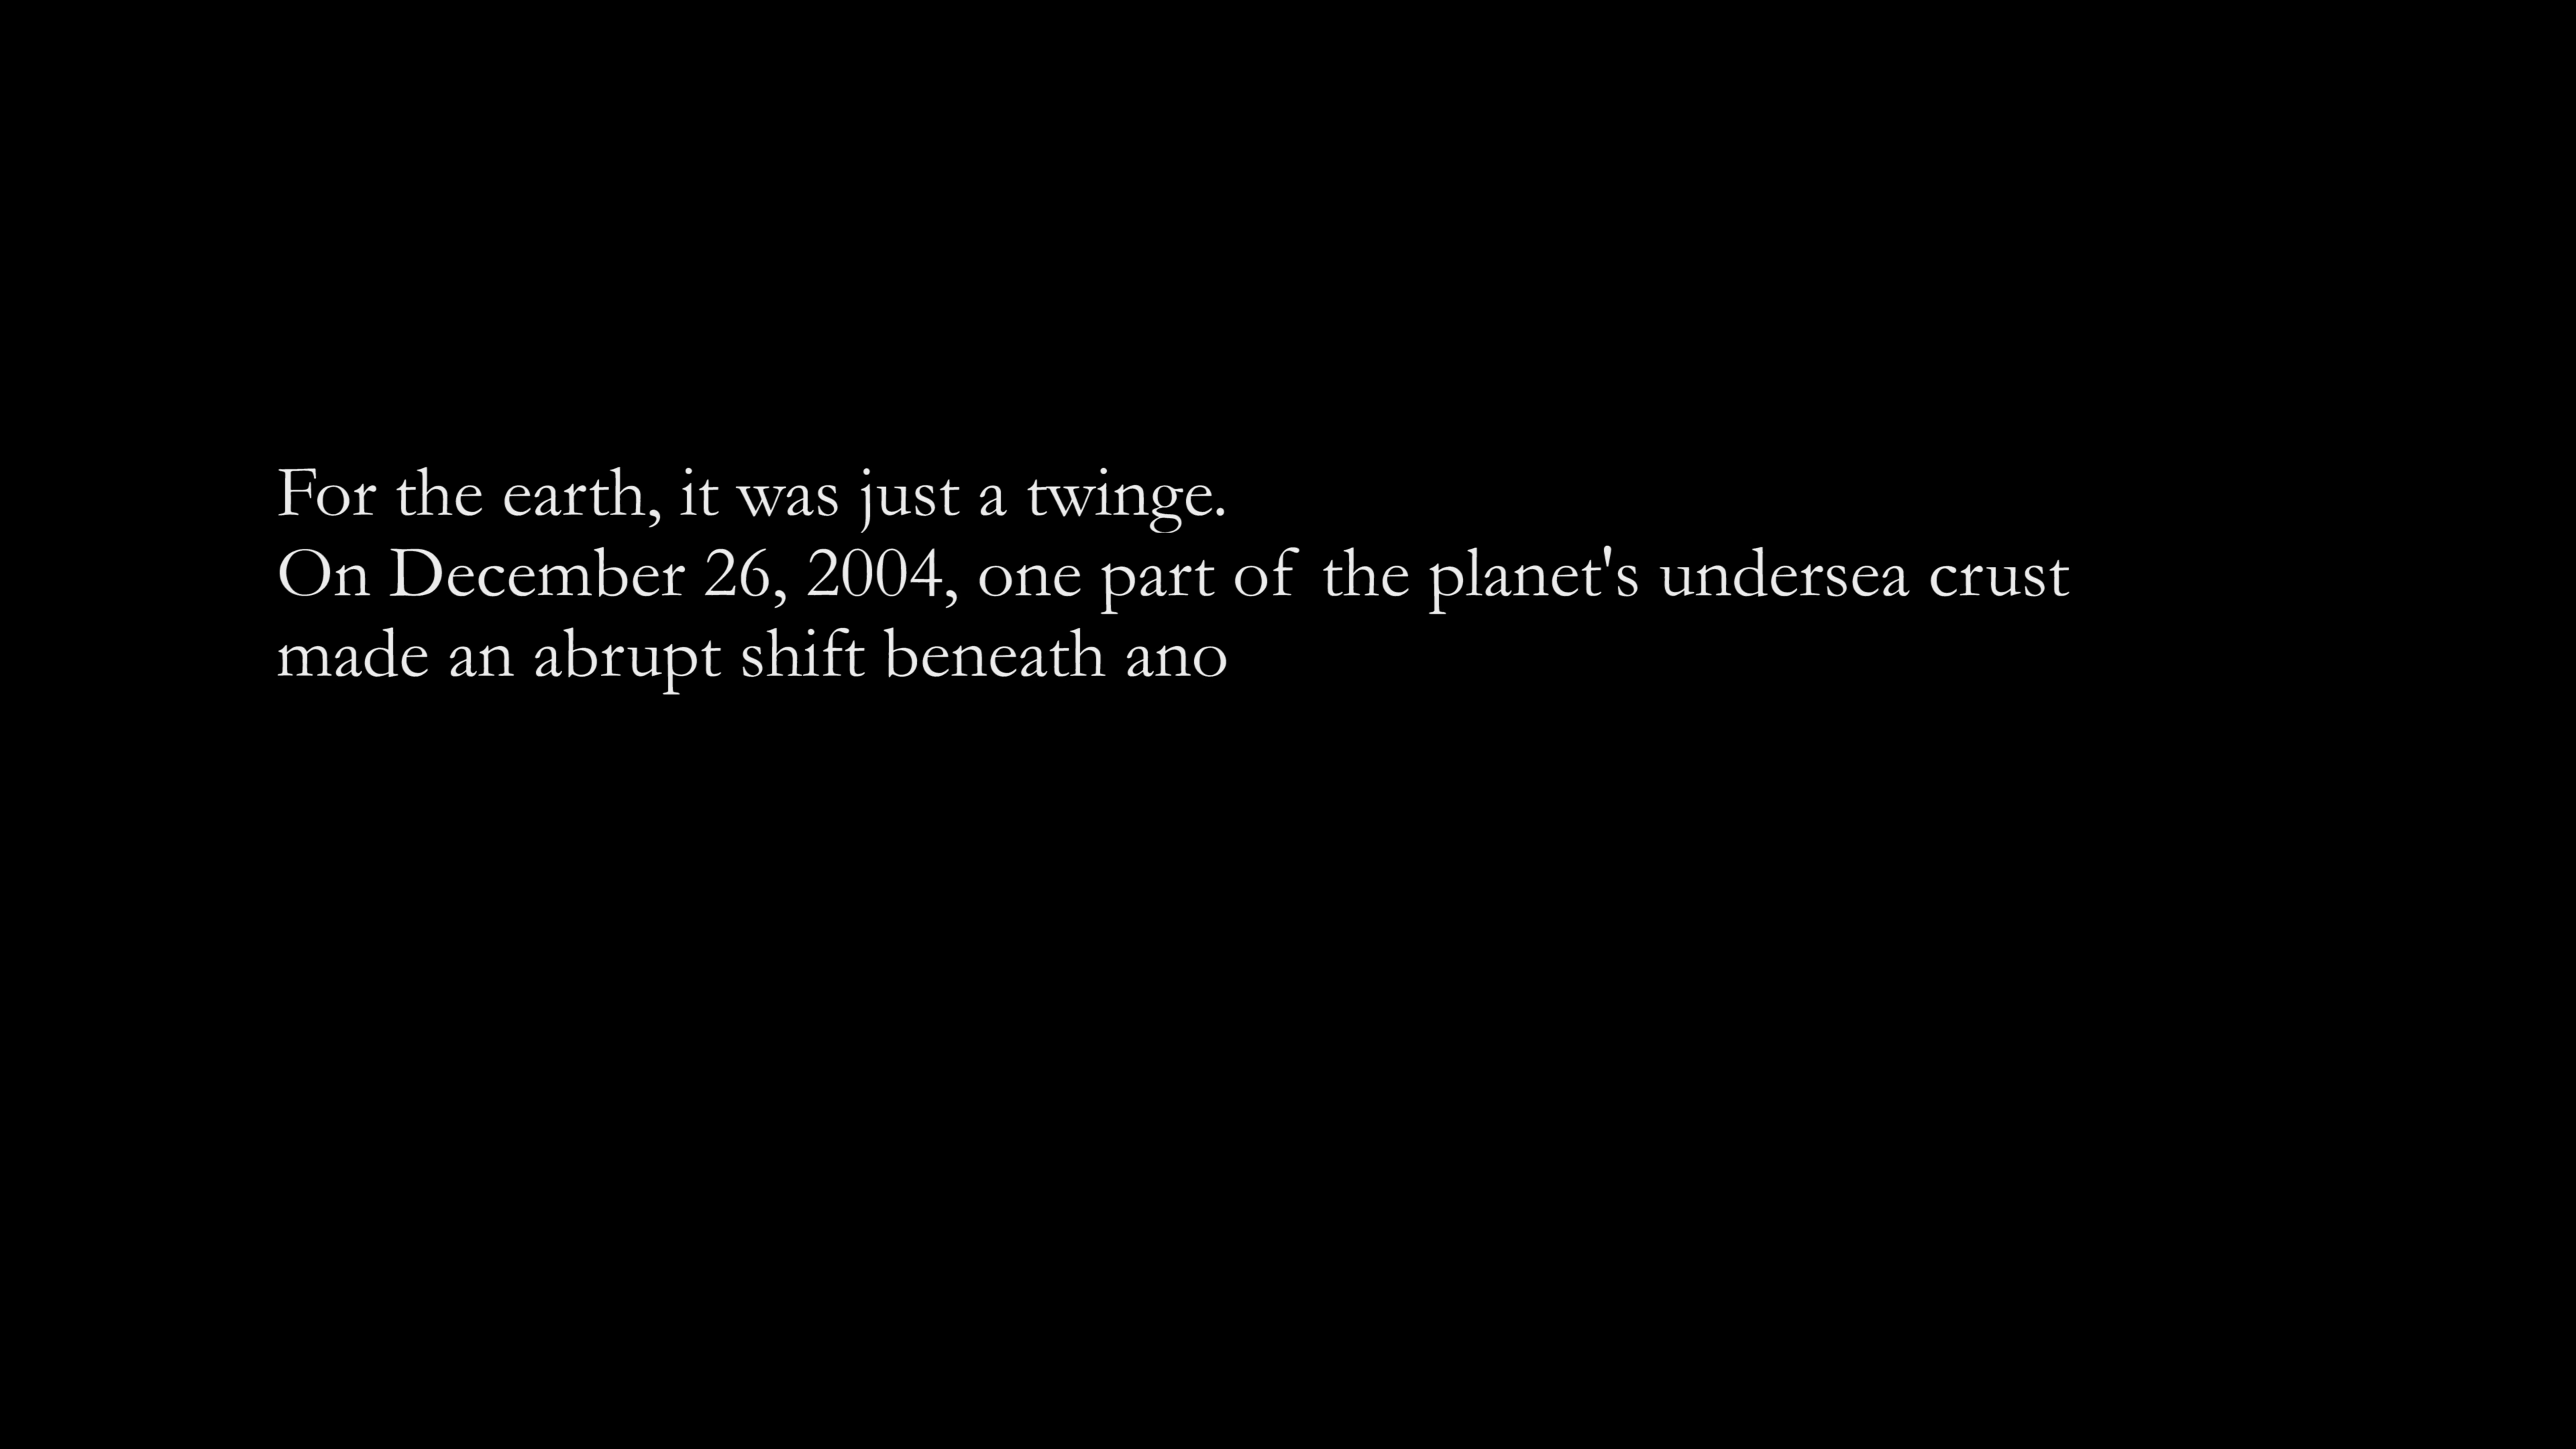 For the earth, it was just a twinge.
On December 26, 2004, one part of the planet's undersea crust
made an abrupt shift beneath ano